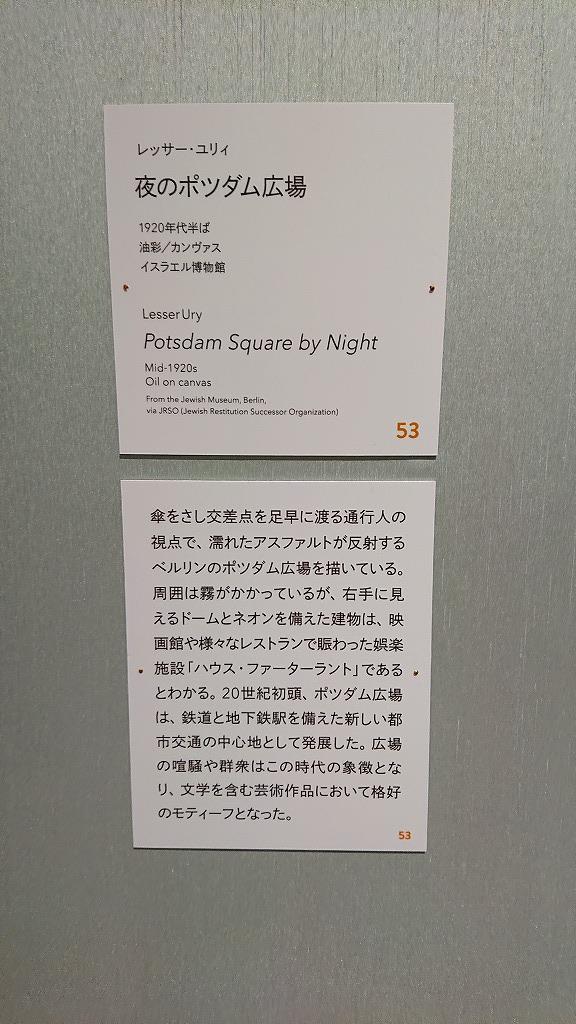 レッサー・ユリィ
夜のポツダム広場
1920年代半ば
油彩／カンヴァス
イスラエル博物館
Lesser Ury
Potsdam Square by Night
Mid-1920s
Oil on canvas
From the Jewish Museum, Berlin,
via JRSO (Jewish Restitution Successor Organization)
53
傘をさし交差点を足早に渡る通行人の
視点で、濡れたアスファルトが反射する
ベルリンのポツダム広場を描いている。
周囲は霧がかかっているが、右手に見
えるドームとネオンを備えた建物は、映
画館や様々なレストランで賑わった娯楽
施設「ハウス・ファーターラント」である
とわかる。20世紀初頭、ポツダム広場
は、鉄道と地下鉄駅を備えた新しい都
市交通の中心地として発展した。広場
の喧騒や群衆はこの時代の象徴とな
り、文学を含む芸術作品において格好
のモティーフとなった。
53